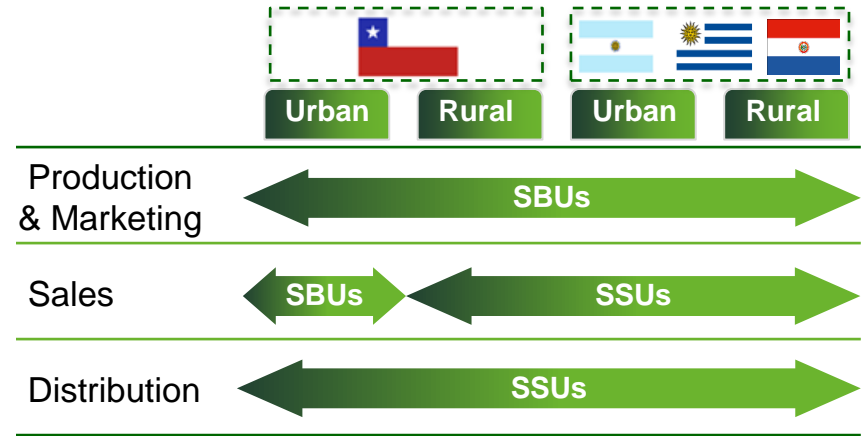 Urban Rural Urban Rural
Production
& Marketing
SBUs
Sales
SBUs
SSUs
Distribution
SSUs